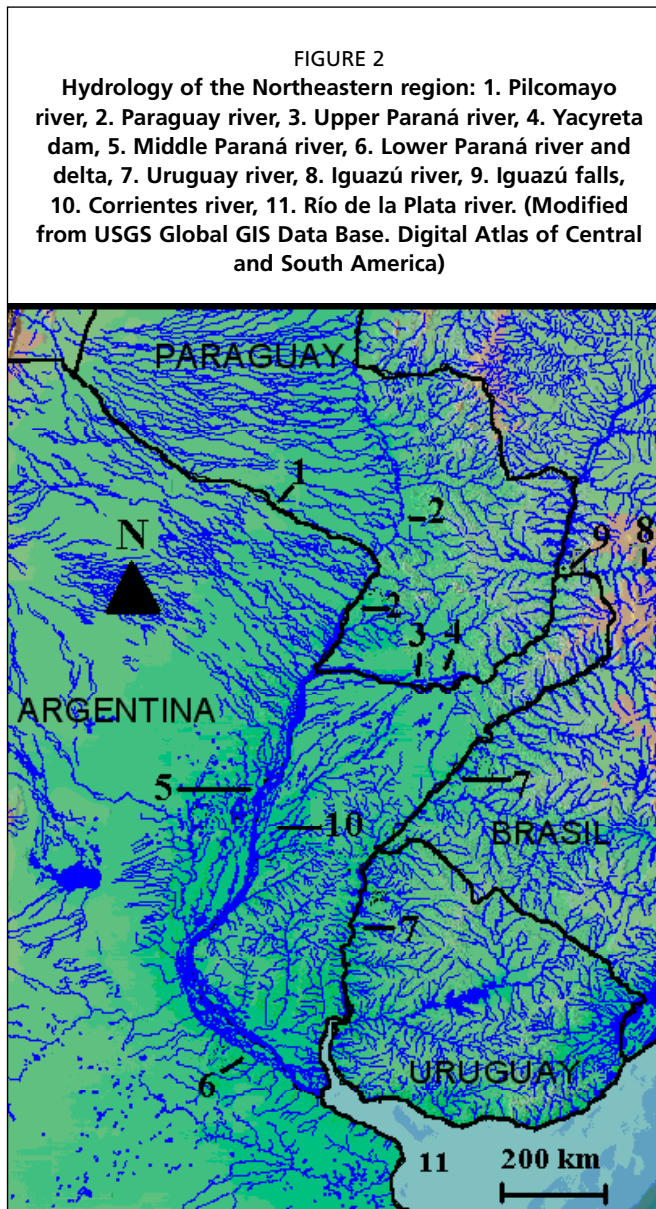 FIGURE 2
Hydrology of the Northeastern region: 1. Pilcomayo
river, 2. Paraguay river, 3. Upper Paraná river, 4. Yacyreta
dam, 5. Middle Paraná river, 6. Lower Paraná river and
delta, 7. Uruguay river, 8. Iguazú river, 9. Iguazú falls,
10. Corrientes river, 11. Río de la Plata river. (Modified
from USGS Global GIS Data Base. Digital Atlas of Central
and South America)
PARAGUAY
1
2
N
9
8
2
3
4
ARGENTINA
5
7
10
BRASIL
7
6
URUGUAY
11
200 km